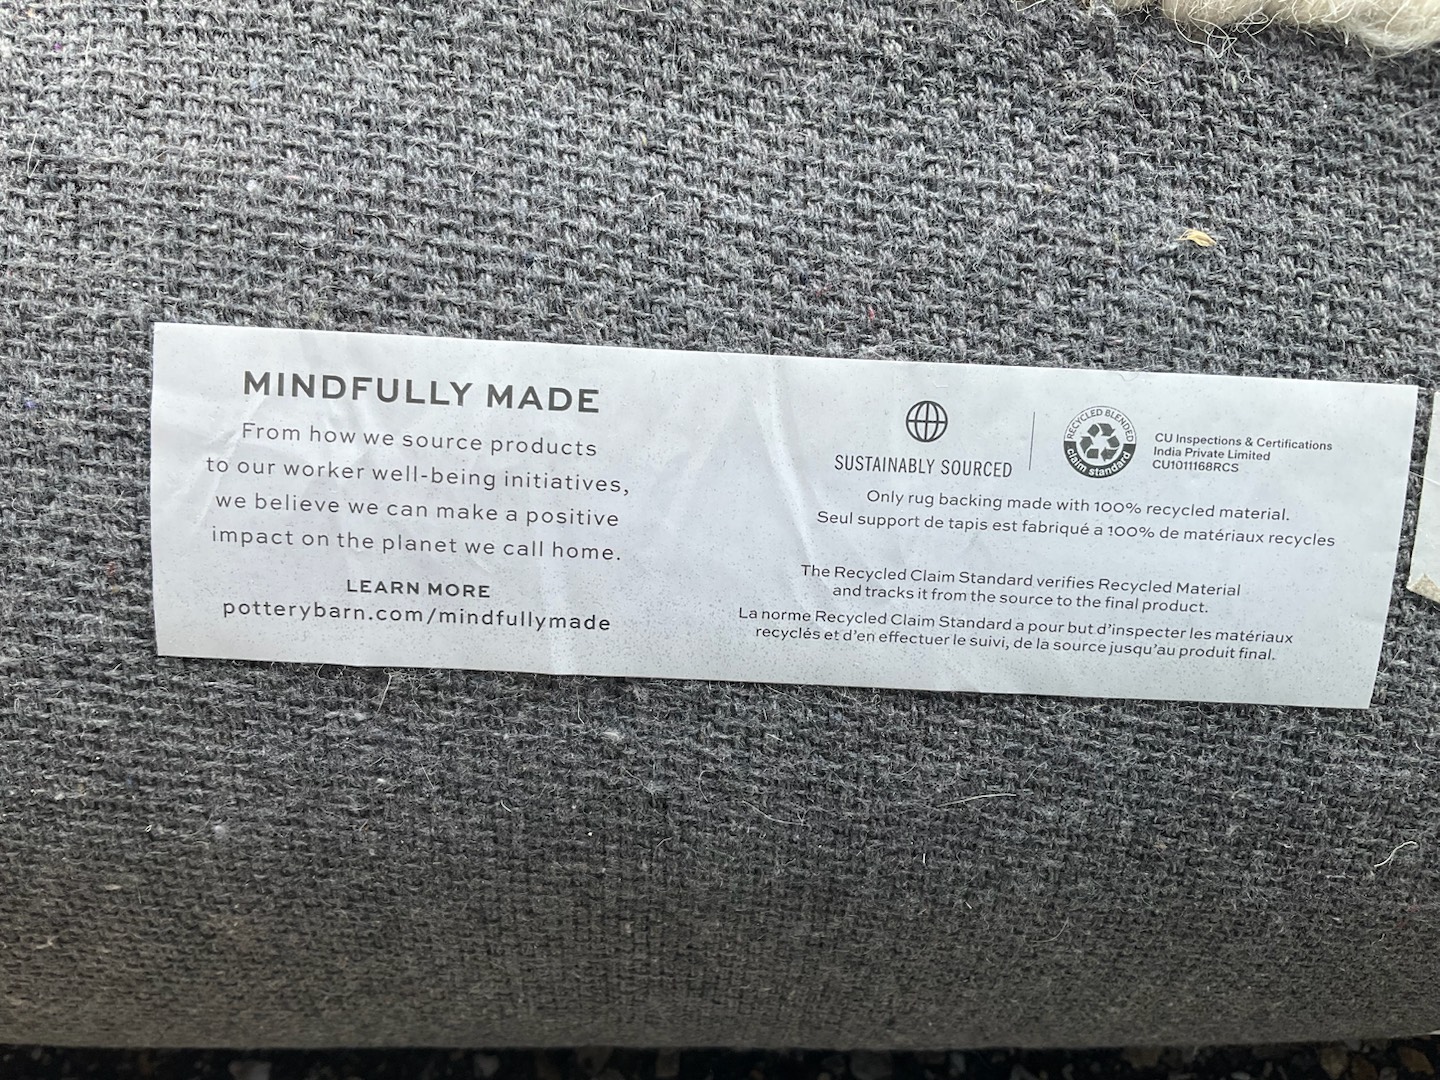 MINDFULLY MADE
From how we source products
to our worker well-being initiatives,
we believe we can make a positive
impact on the planet we call home.
LEARN MORE
potterybarn.com/mindfullymade
SUSTAINABLY SOURCED
RECYCLED BLENDED
claim standard
CU Inspections & Certifications
India Private Limited
CU1011168RCS
Only rug backing made with 100% recycled material.
Seul support de tapis est fabriqué a 100% de matériaux recycles
The Recycled Claim Standard verifies Recycled Material
and tracks it from the source to the final product.
La norme Recycled Claim Standard a pour but d'inspecter les matériaux
recyclés et d'en effectuer le suivi, de la source jusqu'au produit final.